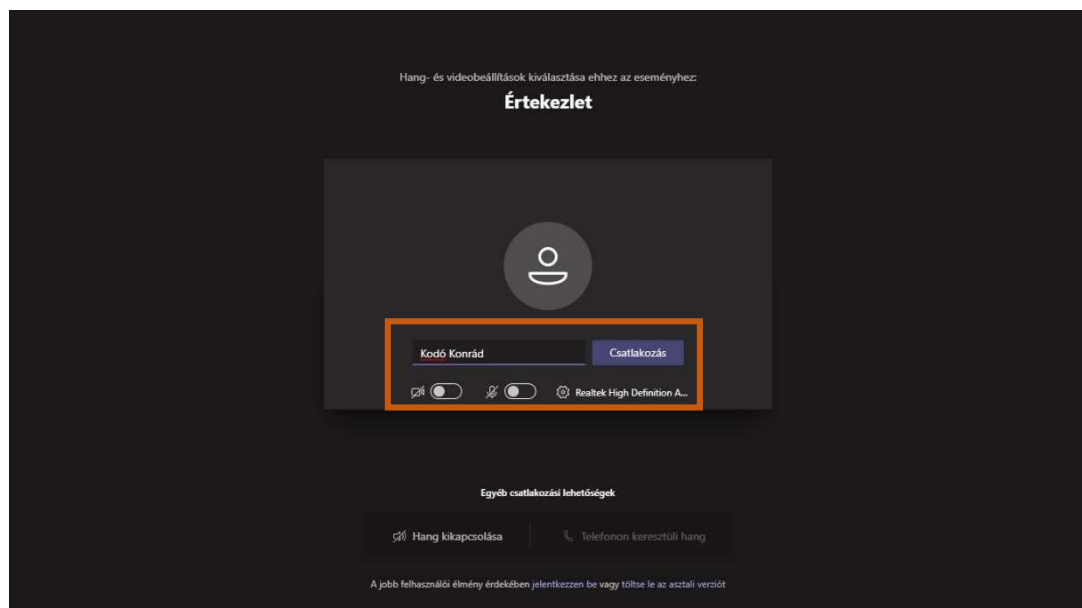 Hang- és videobeállítások kiválasztása ehhez az eseményhez:
Értekezlet
Kodó Konrád
Csatlakozás
Realtek High Definition A...
Egyéb csatlakozási lehetőségek
Hang kikapcsolása
Telefonon keresztüli hang
A jobb felhasználói élmény érdekében jelentkezzen be vagy töltse le az asztali verziót